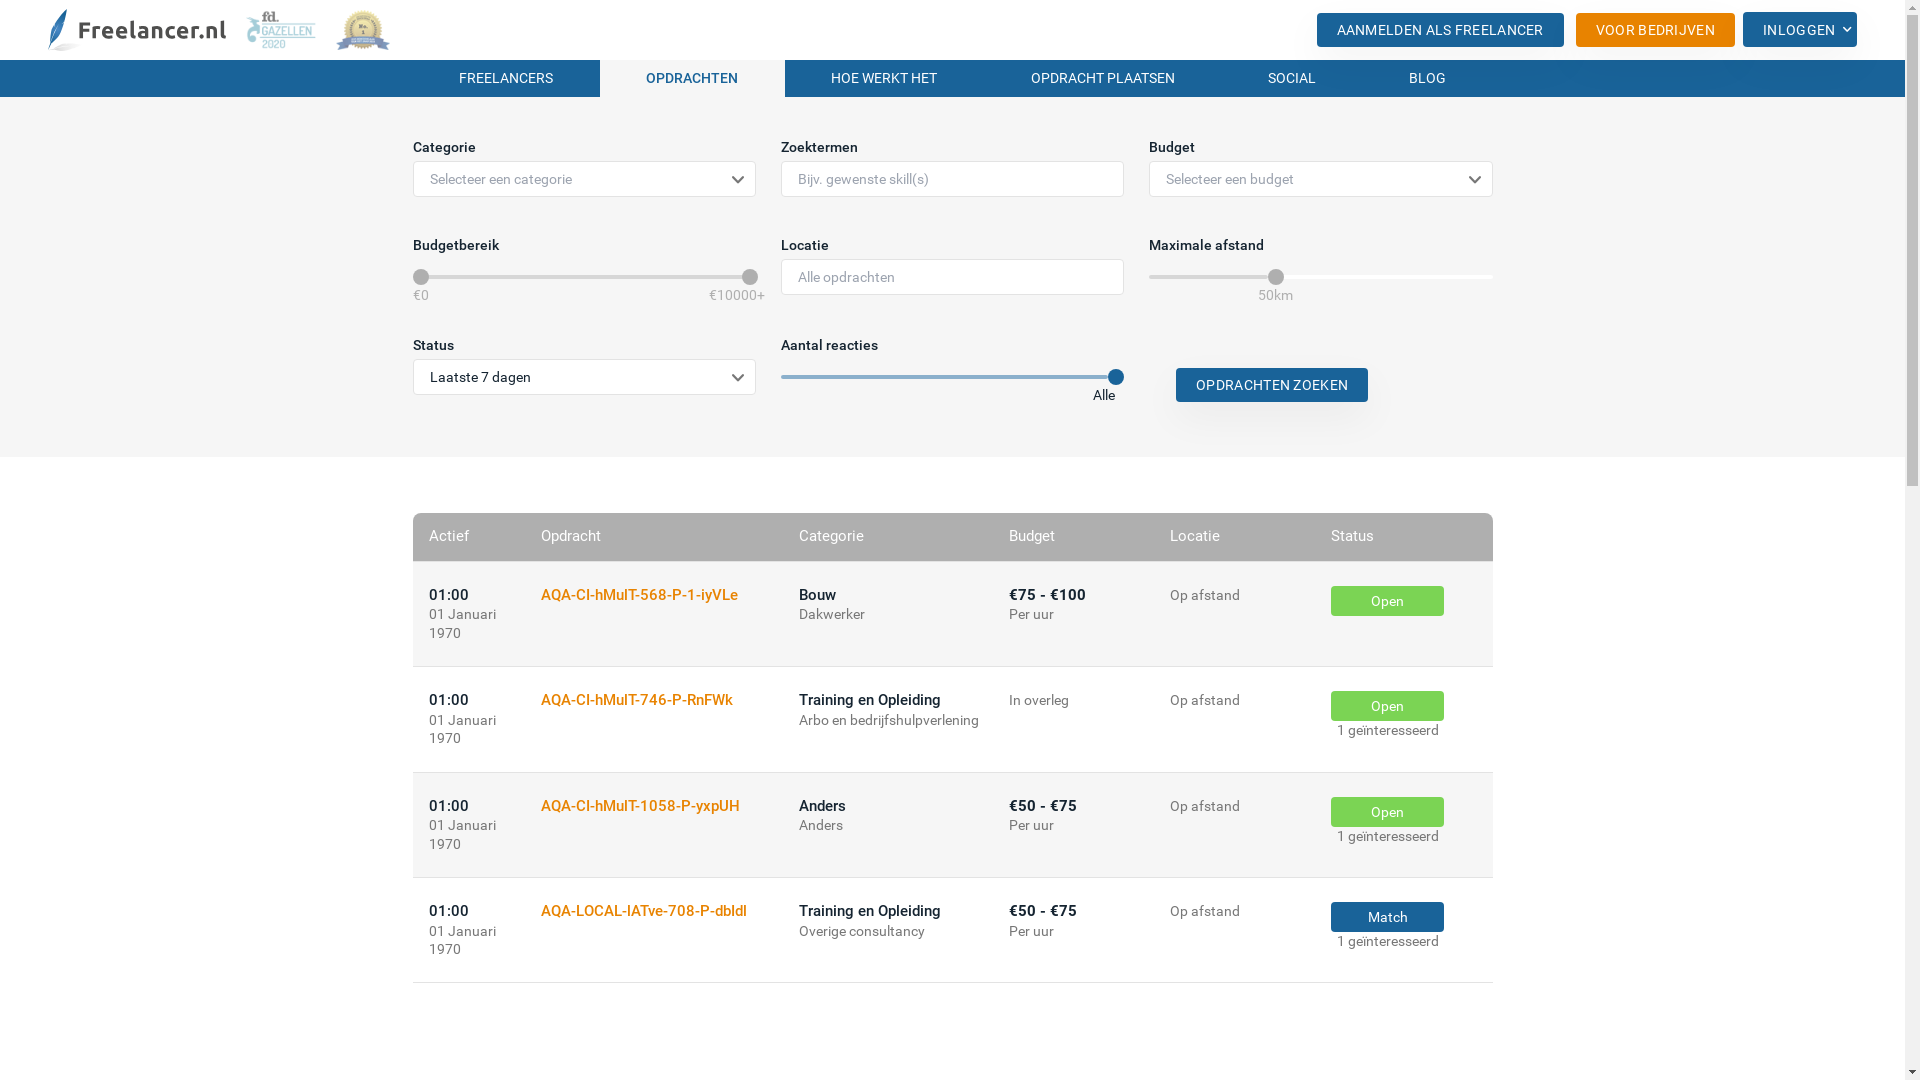 Freelancer.nl
fd.
GAZELLEN
2020
No.
1
AANMELDEN ALS FREELANCER
VOOR BEDRIJVEN
INLOGGEN
FREELANCERS
OPDRACHTEN
HOE WERKT HET
OPDRACHT PLAATSEN
SOCIAL
BLOG
Categorie
Selecteer een categorie
Zoektermen
Bijv. gewenste skill(s)
Budget
Selecteer een budget
Budgetbereik
€0
€10000+
Locatie
Alle opdrachten
Maximale afstand
50km
Status
Laatste 7 dagen
Aantal reacties
Alle
OPDRACHTEN ZOEKEN
Actief Opdracht Categorie Budget Locatie Status
01:00 AQA-CI-hMulT-568-P-1-iyVLe Bouw €75 - €100 Op afstand Open
01 Januari Dakwerker Per uur
1970
01:00 AQA-CI-hMulT-746-P-RnFWk Training en Opleiding In overleg Op afstand Open
01 Januari Arbo en bedrijfshulpverlening 1 geïnteresseerd
1970
01:00 AQA-CI-hMulT-1058-P-yxpUH Anders €50 - €75 Op afstand Open
01 Januari Anders Per uur 1 geïnteresseerd
1970
01:00 AQA-LOCAL-IATve-708-P-dbIdI Training en Opleiding €50 - €75 Op afstand Match
01 Januari Overige consultancy Per uur 1 geïnteresseerd
1970